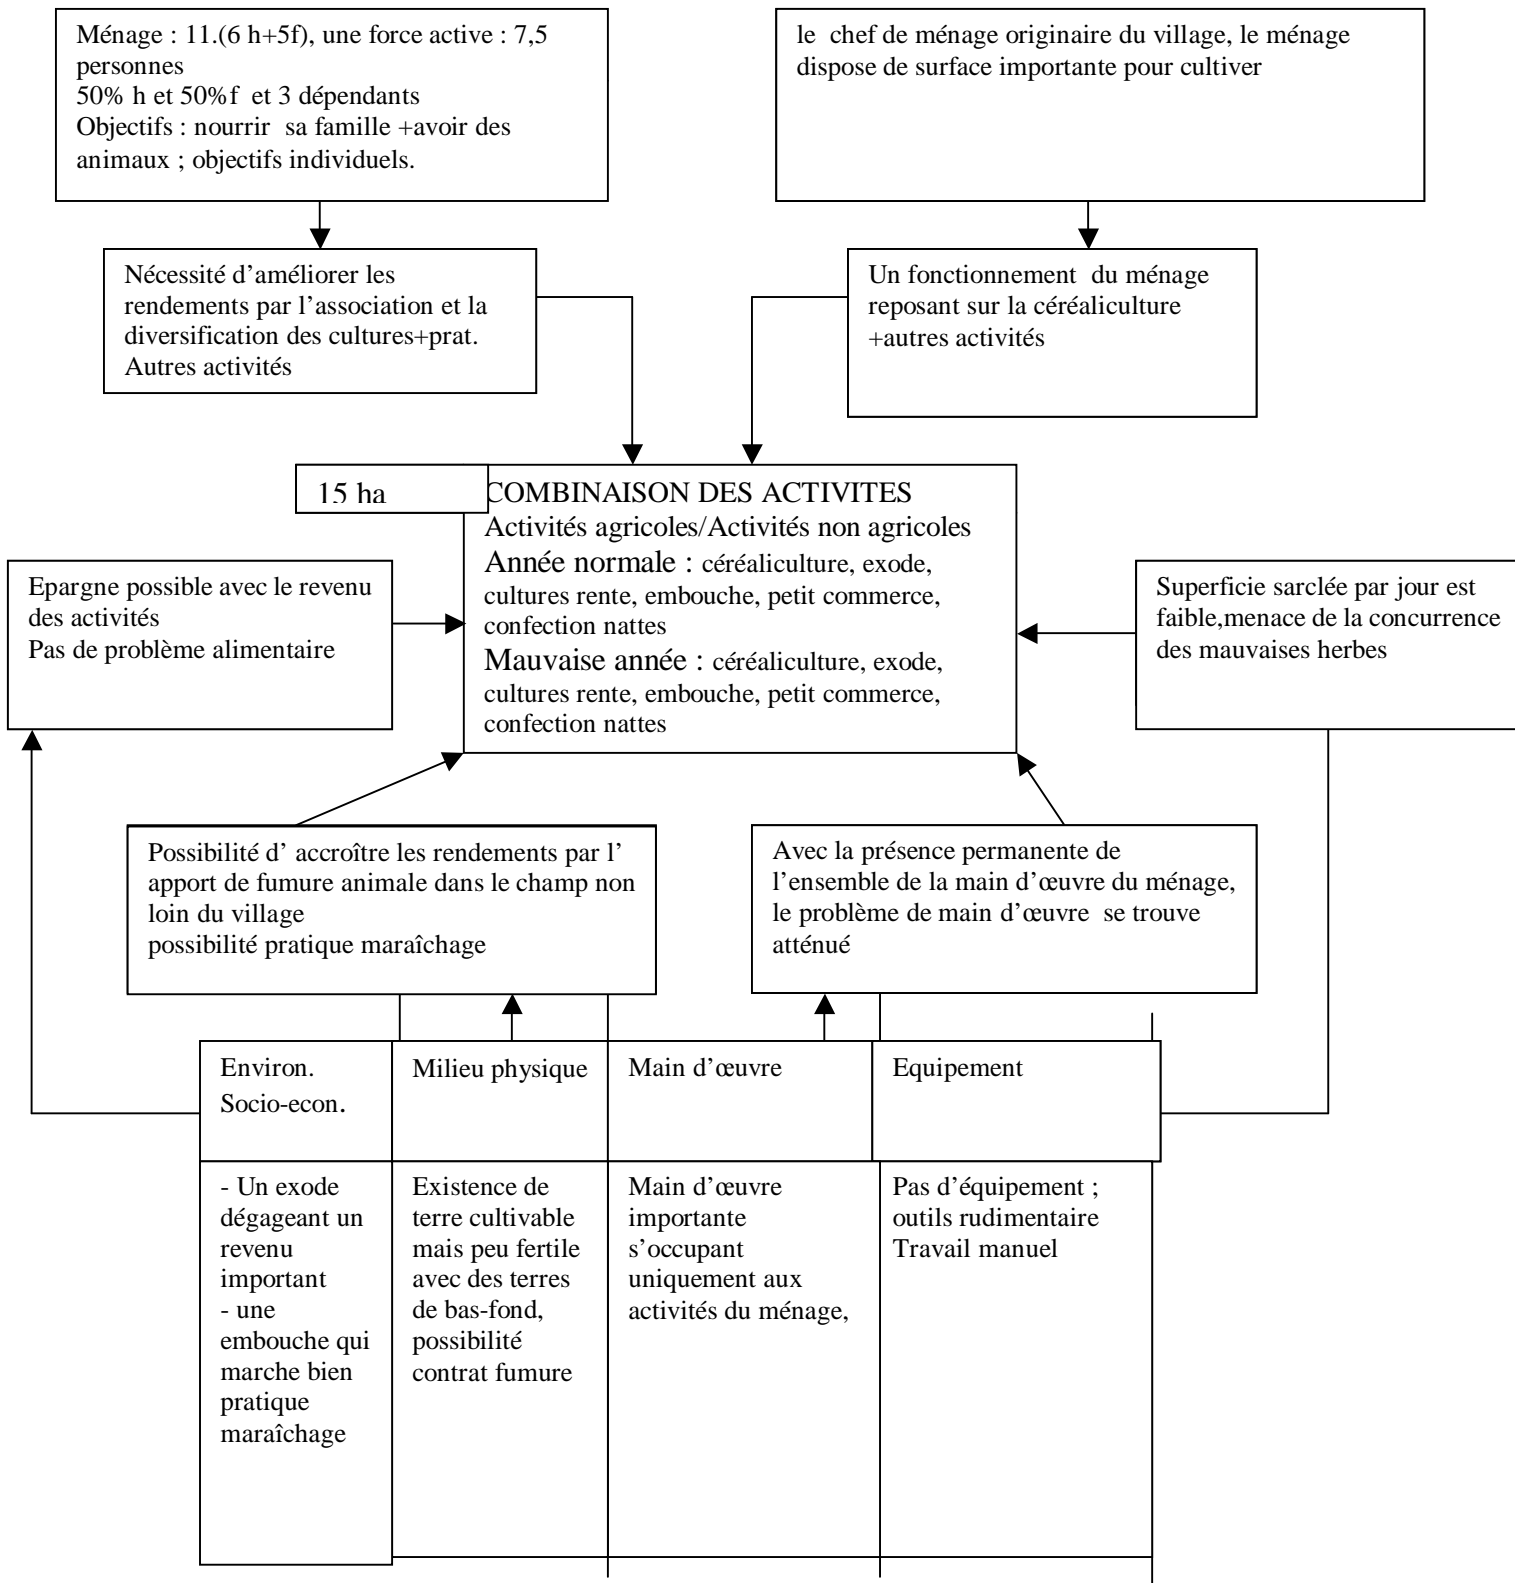 Ménage : 11.(6 h+5f), une force active : 7,5
personnes
50% h et 50%f  et 3 dépendants
Objectifs : nourrir  sa famille +avoir des
animaux ; objectifs individuels.
le  chef de ménage originaire du village, le ménage
dispose de surface importante pour cultiver
Nécessité d’améliorer les
rendements par l’association et la
diversification des cultures+prat.
Autres activités
Un fonctionnement  du ménage
reposant sur la céréaliculture
+autres activités
15 ha
COMBINAISON DES ACTIVITES
Activités agricoles/Activités non agricoles
Année normale : céréaliculture, exode,
cultures rente, embouche, petit commerce,
confection nattes
Mauvaise année : céréaliculture, exode,
cultures rente, embouche, petit commerce,
confection nattes
Epargne possible avec le revenu
des activités
Pas de problème alimentaire
Superficie sarclée par jour est
faible,menace de la concurrence
des mauvaises herbes
Possibilité d’ accroître les rendements par l’
apport de fumure animale dans le champ non
loin du village
possibilité pratique maraîchage
Avec la présence permanente de
l’ensemble de la main d’œuvre du ménage,
le problème de main d’œuvre  se trouve
atténué
Environ.
Socio-econ.
Milieu physique
Main d’œuvre
Equipement
- Un exode
dégageant un
revenu
important
- une
embouche qui
marche bien
pratique
maraîchage
Existence de
terre cultivable
mais peu fertile
avec des terres
de bas-fond,
possibilité
contrat fumure
Main d’œuvre
importante
s’occupant
uniquement aux
activités du ménage,
Pas d’équipement ;
outils rudimentaire
Travail manuel